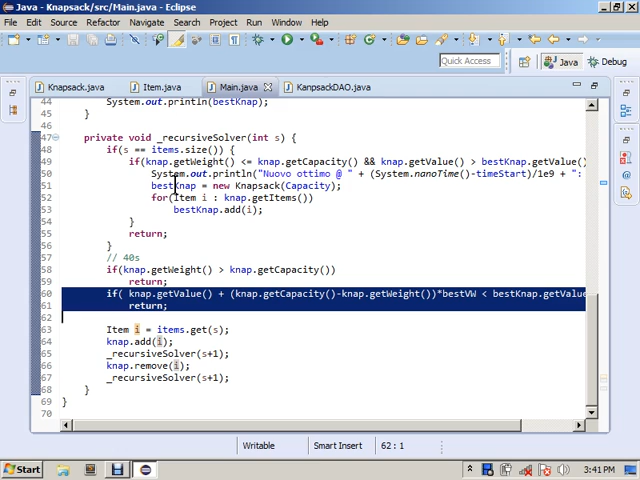 Java - Knapsack/src/Main.java - Eclipse
File Edit Source Refactor Navigate Search Project Run Window Help
Quick Access Java Debug
Knapsack.java Item.java Main.java KanpsackDAO.java
44 System.out.println(bestKnap);
45 }
46
47 private void _recursiveSolver(int s) {
48 if(s == items.size()) {
49 if(knap.getWeight() <= knap.getCapacity() && knap.getValue() > bestKnap.getValue()
50 System.out.println("Nuovo ottimo @ " + (System.nanoTime()-timeStart)/1e9 + ":
51 bestKnap = new Knapsack(Capacity);
52 for(Item i : knap.getItems())
53 bestKnap.add(i);
54 }
55 return;
56 }
57 // 40s
58 if(knap.getWeight() > knap.getCapacity())
59 return;
60 if( knap.getValue() + (knap.getCapacity()-knap.getWeight())*bestVW < bestKnap.getValue
61 return;
62
63 Item i = items.get(s);
64 knap.add(i);
65 _recursiveSolver(s+1);
66 knap.remove(i);
67 _recursiveSolver(s+1);
68 }
69 }
70
Writable Smart Insert 62 : 1
Start 3:41 PM